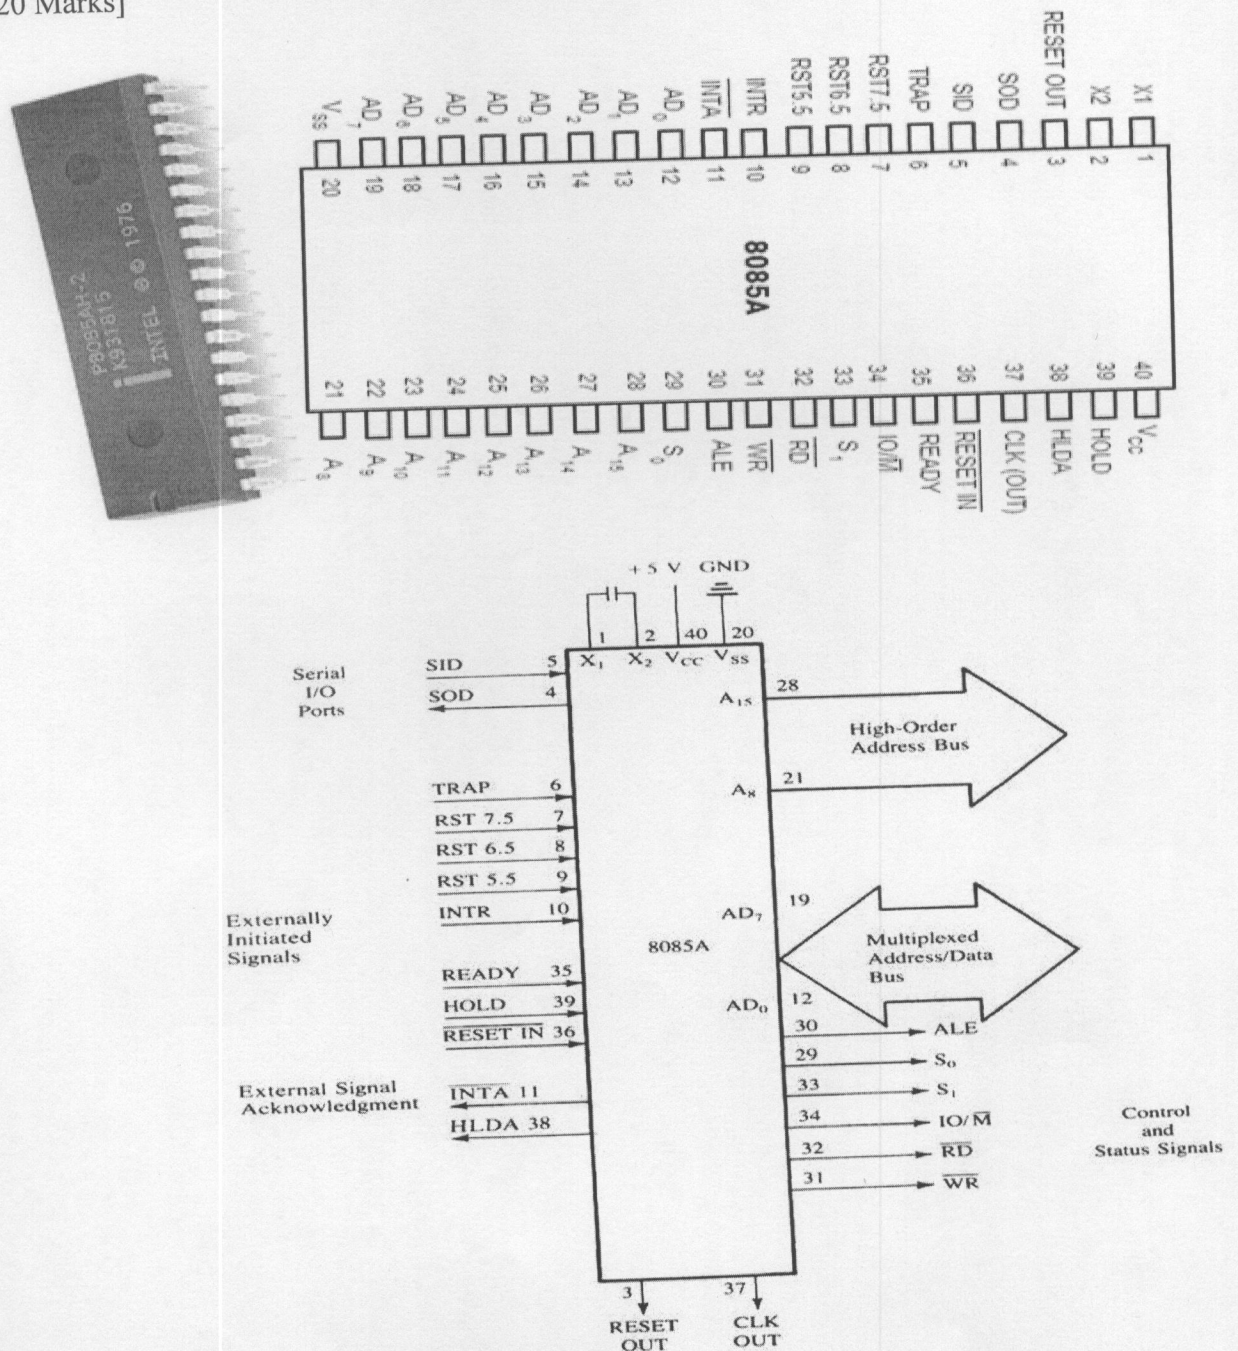 20 Marks]
X1
X2
RESET OUT
SOD
SID
TRAP
RST7.5
RST6.5
RST5.5
INTR
INTA
AD0
AD1
AD2
AD3
AD4
AD5
AD6
AD7
Vss
1
2
3
4
5
6
7
8
9
10
11
12
13
14
15
16
17
18
19
20
8085A
40
39
38
37
36
35
34
33
32
31
30
29
28
27
26
25
24
23
22
21
Vcc
HOLD
HLDA
CLK (OUT)
RESET IN
READY
IO/M
S1
RD
WR
ALE
S0
A15
A14
A13
A12
A11
A10
A9
A8
P8085AH-2
K931815
INTEL 1976
+ 5 V GND
1 2 40 20
X1 X2 VCC VSS
Serial
I/O
Ports
SID 5
SOD 4
TRAP 6
RST 7.5 7
RST 6.5 8
RST 5.5 9
INTR 10
Externally
Initiated
Signals
READY 35
HOLD 39
RESET IN 36
External Signal
Acknowledgment
INTA 11
HLDA 38
8085A
A15 28
High-Order
Address Bus
A8 21
AD7 19
Multiplexed
Address/Data
Bus
AD0 12
30 ALE
29 S0
33 S1
34 IO/M
32 RD
31 WR
Control
and
Status Signals
3 37
RESET
OUT
CLK
OUT